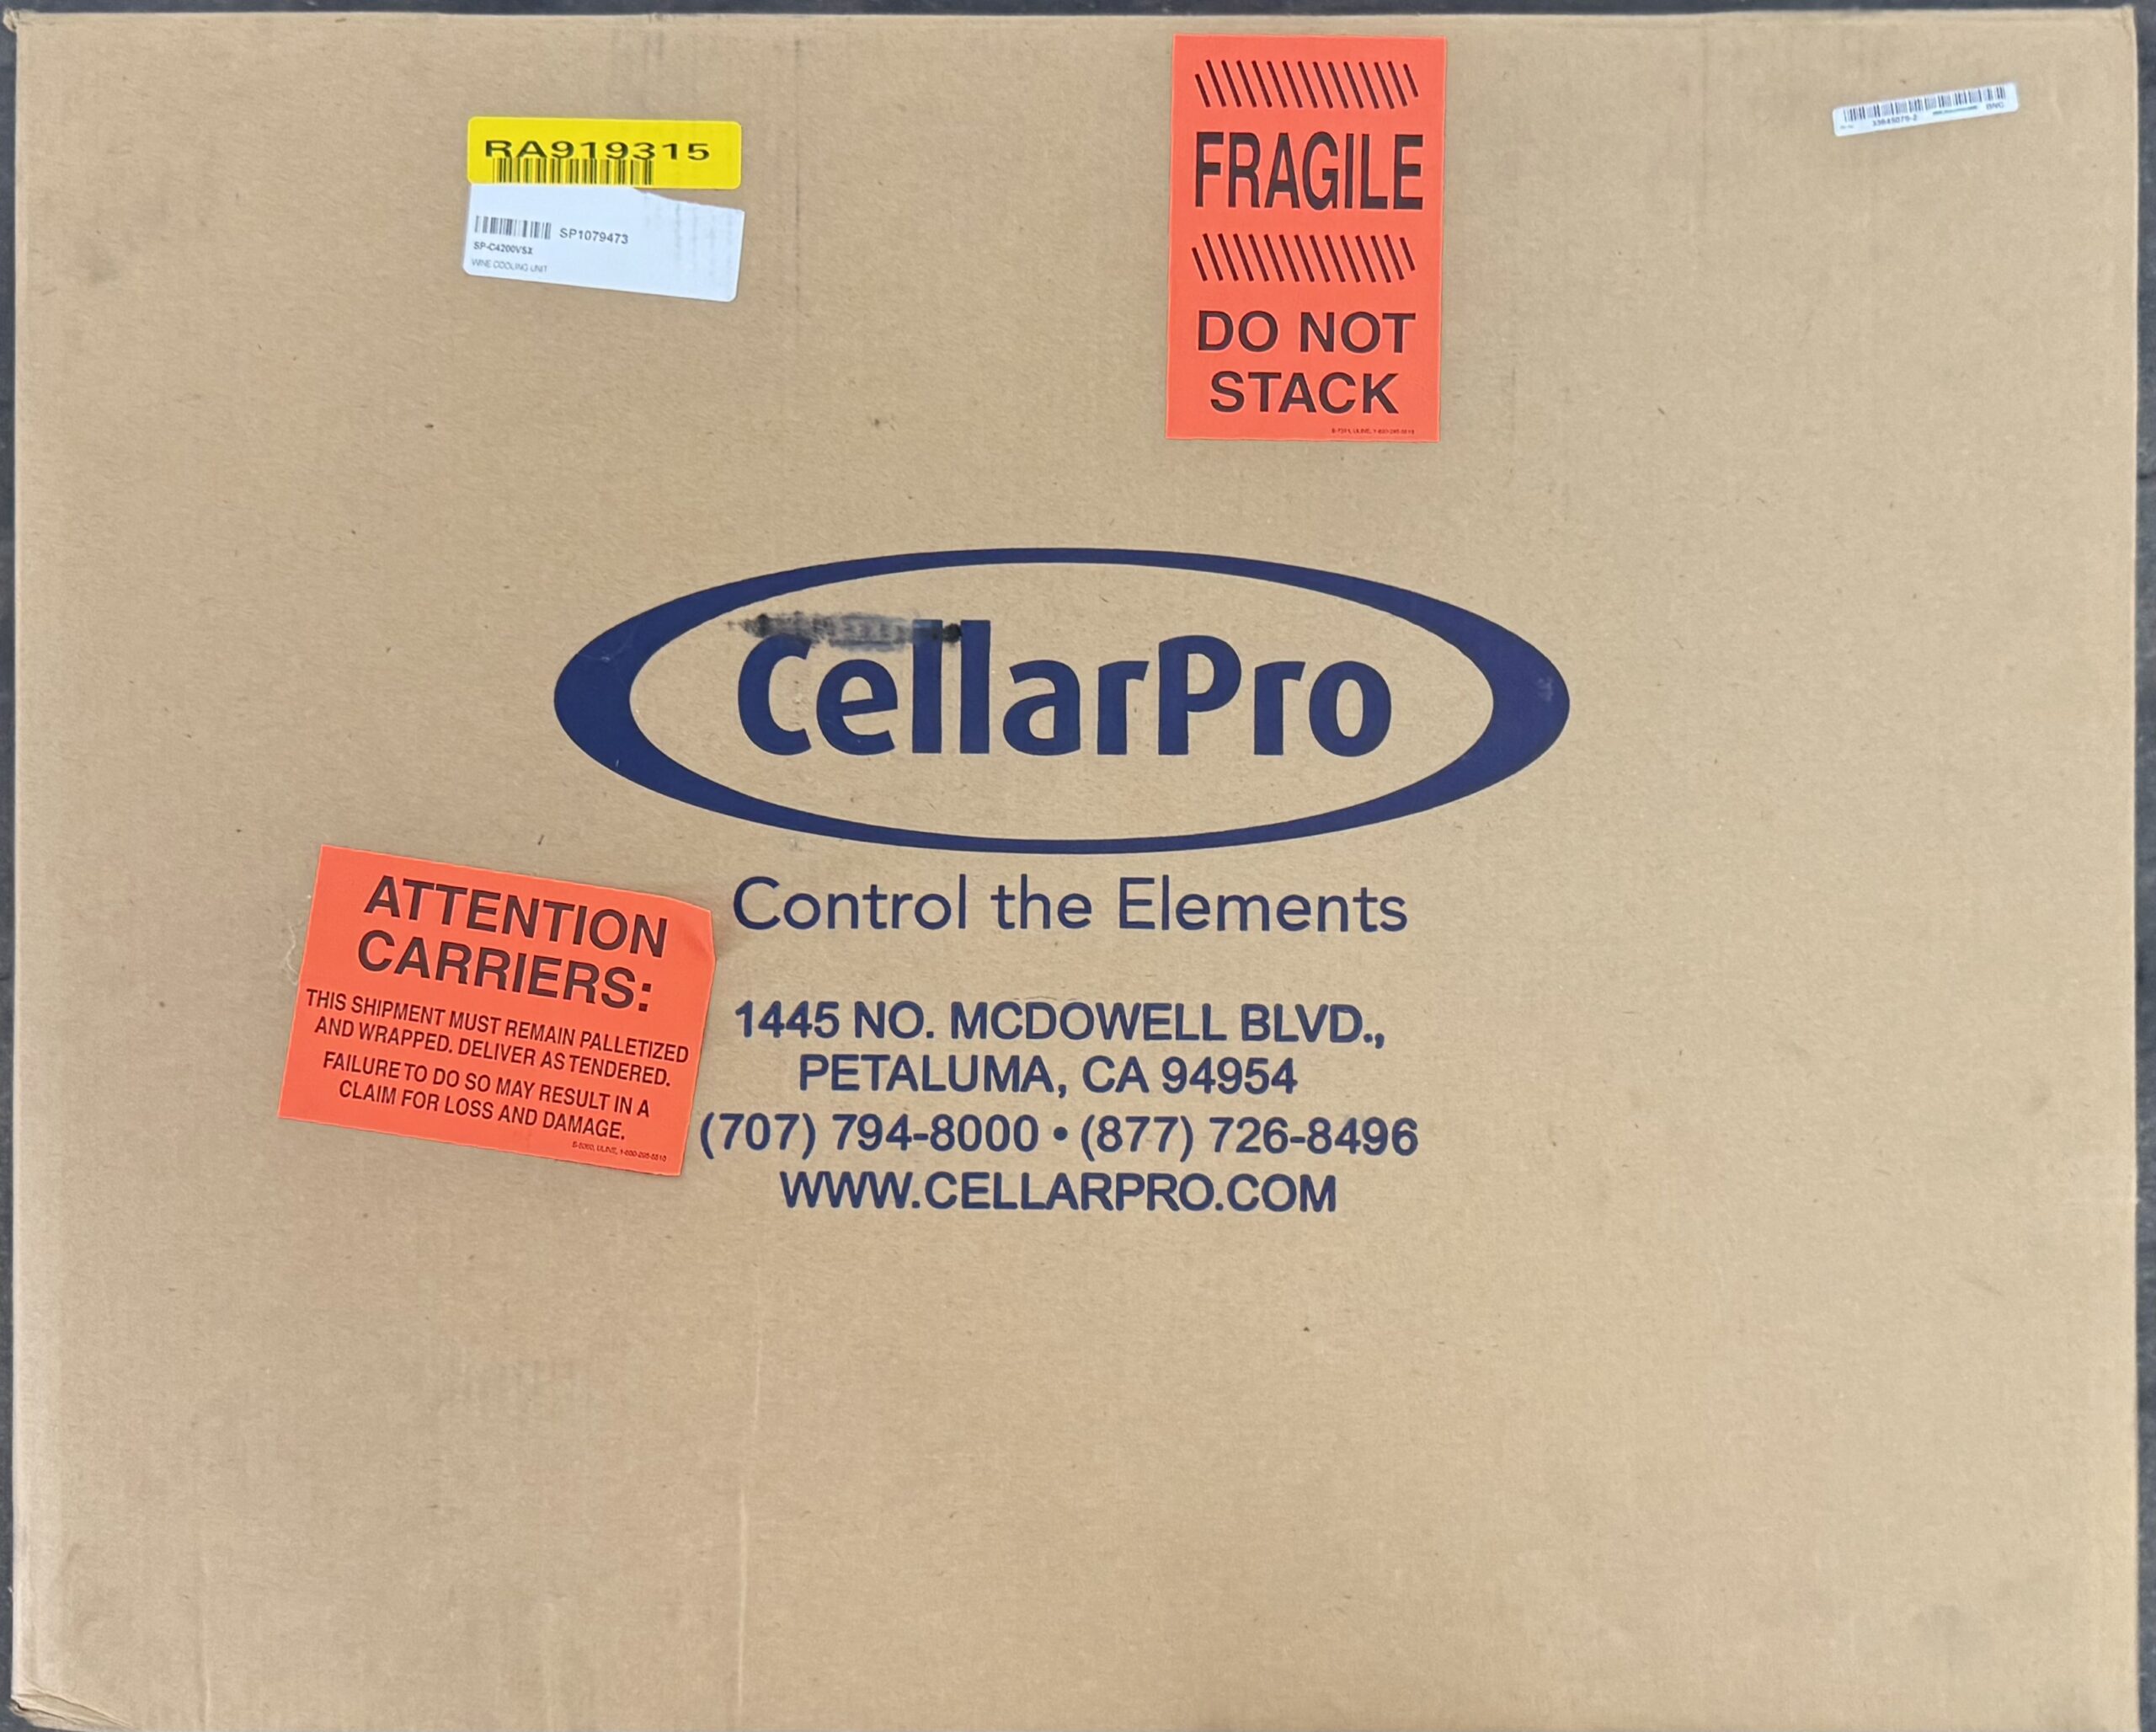 RA919315
SP1079473
SP-C4200VSX
WINE COOLING UNIT
FRAGILE
DO NOT
STACK
BNC
CellarPro
Control the Elements
ATTENTION
CARRIERS:
THIS SHIPMENT MUST REMAIN PALLETIZED
AND WRAPPED. DELIVER AS TENDERED.
FAILURE TO DO SO MAY RESULT IN A
CLAIM FOR LOSS AND DAMAGE.
1445 NO. MCDOWELL BLVD.,
PETALUMA, CA 94954
(707) 794-8000 • (877) 726-8496
WWW.CELLARPRO.COM